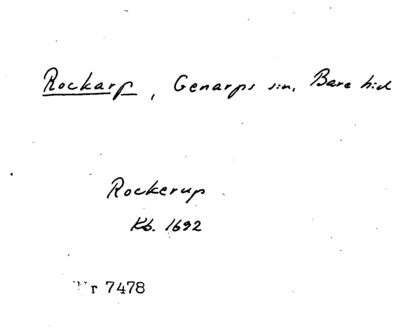 Rockarp, Genarps sn, Bara hd
Rockerup
Kb. 1692
Nr 7478